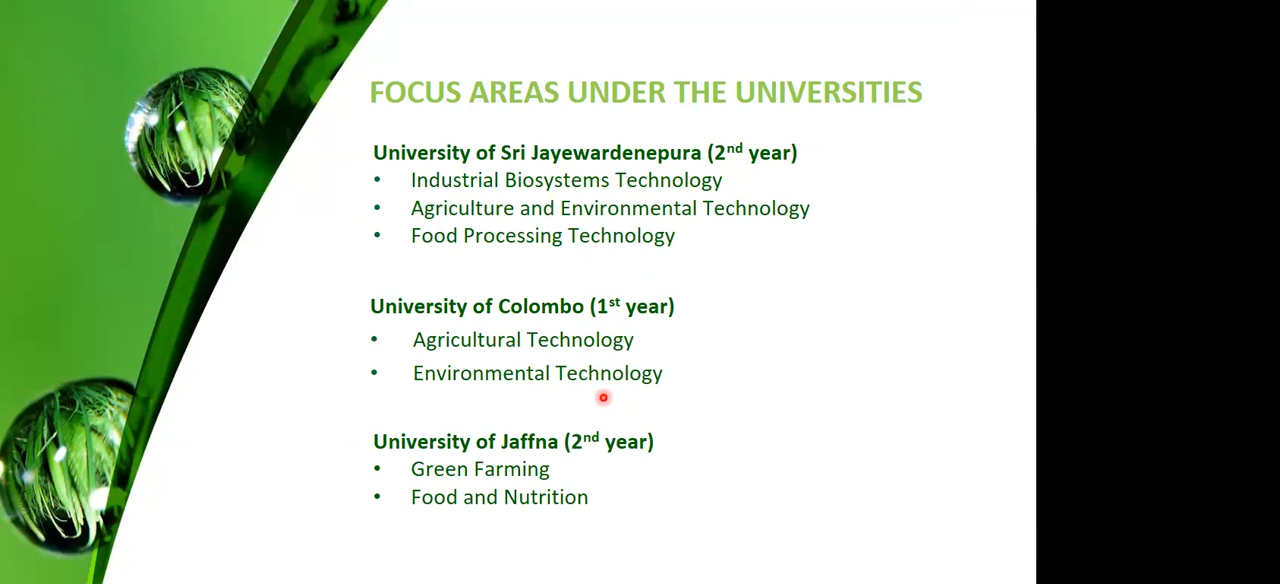 FOCUS AREAS UNDER THE UNIVERSITIES
University of Sri Jayewardenepura (2nd year)
• Industrial Biosystems Technology
• Agriculture and Environmental Technology
• Food Processing Technology
University of Colombo (1st year)
• Agricultural Technology
• Environmental Technology
University of Jaffna (2nd year)
• Green Farming
• Food and Nutrition